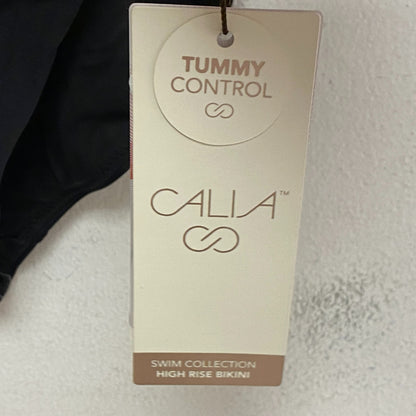 TUMMY
CONTROL
CALIA™
SWIM COLLECTION
HIGH RISE BIKINI